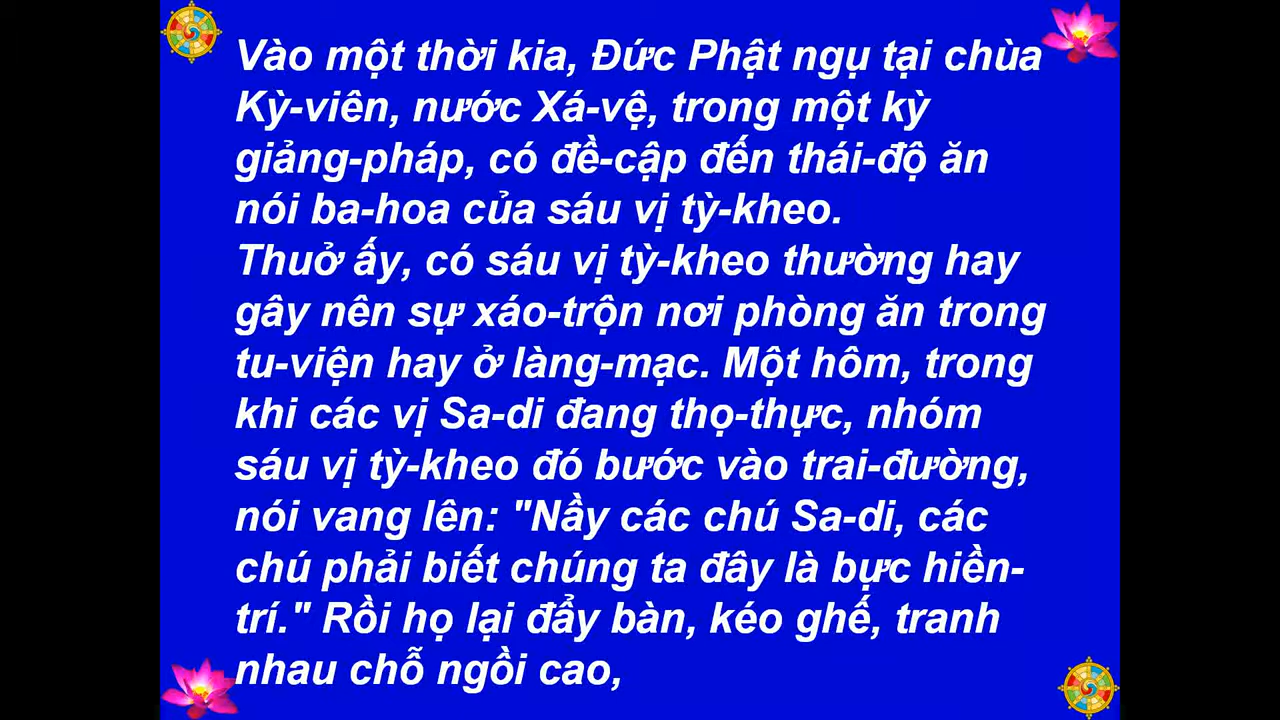 Vào một thời kia, Đức Phật ngụ tại chùa
Kỳ-viên, nước Xá-vệ, trong một kỳ
giảng-pháp, có đề-cập đến thái-độ ăn
nói ba-hoa của sáu vị tỳ-kheo.
Thuở ấy, có sáu vị tỳ-kheo thường hay
gây nên sự xáo-trộn nơi phòng ăn trong
tu-viện hay ở làng-mạc. Một hôm, trong
khi các vị Sa-di đang thọ-thực, nhóm
sáu vị tỳ-kheo đó bước vào trai-đường,
nói vang lên: "Nầy các chú Sa-di, các
chú phải biết chúng ta đây là bực hiền-
trí." Rồi họ lại đẩy bàn, kéo ghế, tranh
nhau chỗ ngồi cao,